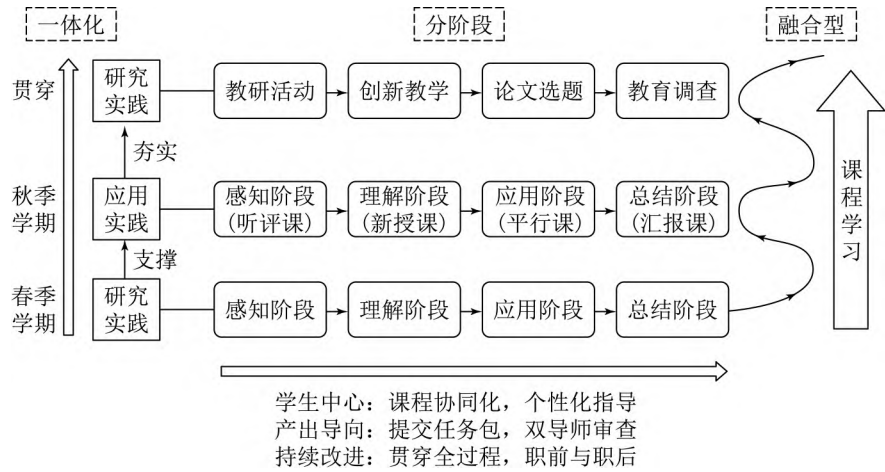 一体化 分阶段 融合型
贯穿
研究
实践
教研活动 创新教学 论文选题 教育调查
夯实
秋季
学期
应用
实践
感知阶段
(听评课)
理解阶段
(新授课)
应用阶段
(平行课)
总结阶段
(汇报课)
支撑
春季
学期
研究
实践
感知阶段 理解阶段 应用阶段 总结阶段
课程学习
学生中心：课程协同化，个性化指导
产出导向：提交任务包，双导师审查
持续改进：贯穿全过程，职前与职后